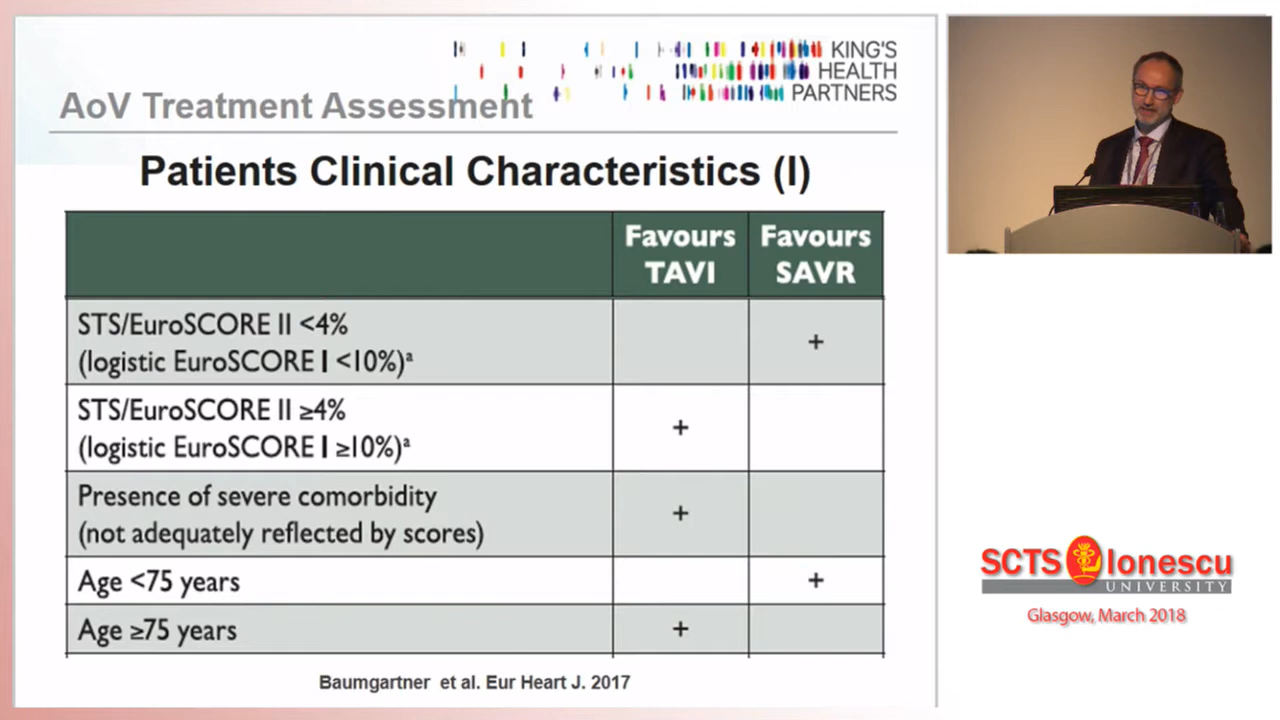 KING'S
HEALTH
PARTNERS
AoV Treatment Assessment
Patients Clinical Characteristics (I)
Favours TAVI
Favours SAVR
STS/EuroSCORE II <4%
(logistic EuroSCORE I <10%)ª
+
STS/EuroSCORE II ≥4%
(logistic EuroSCORE I ≥10%)ª
+
Presence of severe comorbidity
(not adequately reflected by scores)
+
Age <75 years
+
Age ≥75 years
+
Baumgartner et al. Eur Heart J. 2017
SCTS Ionescu
UNIVERSITY
Glasgow, March 2018